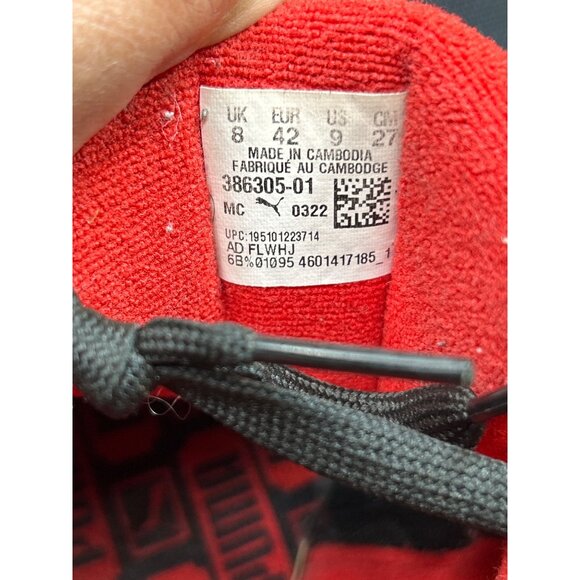 UK EUR US CM
8 42 9 27
MADE IN CAMBODIA
FABRIQUÉ AU CAMBODGE
386305-01
MC 0322
UPC:195101223714
AD FLWHJ
6B%01095 4601417185_1
PUMA